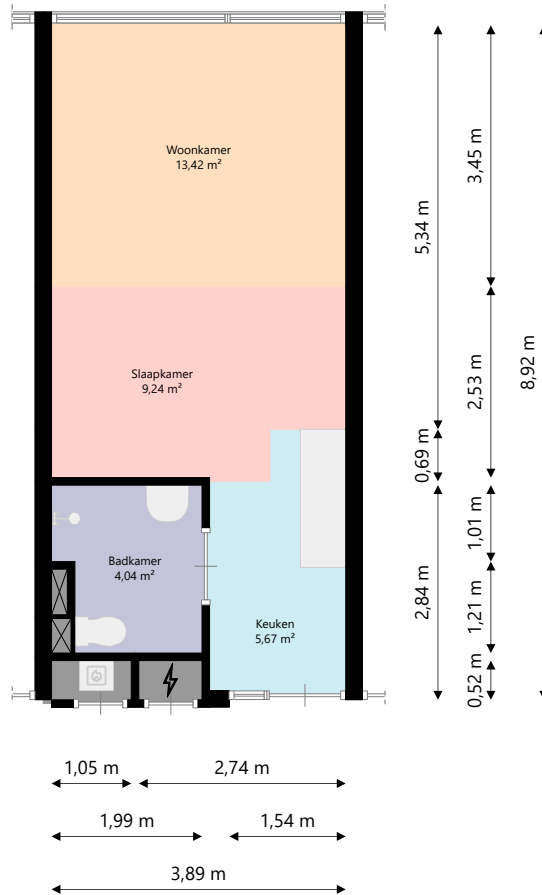 Woonkamer
13,42 m²
Slaapkamer
9,24 m²
Badkamer
4,04 m²
Keuken
5,67 m²
3,45 m
5,34 m
2,53 m
8,92 m
0,69 m
1,01 m
2,84 m
1,21 m
0,52 m
1,05 m
2,74 m
1,99 m
1,54 m
3,89 m